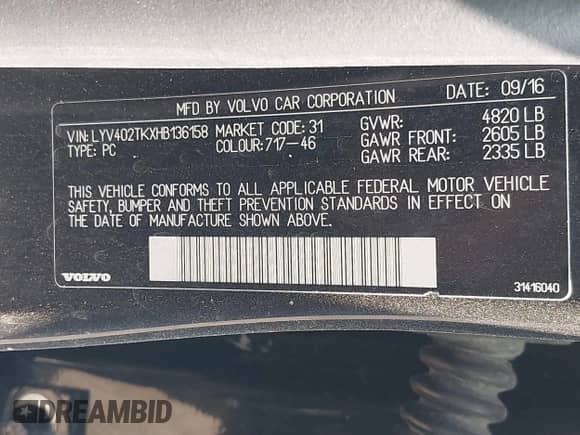 MFD BY VOLVO CAR CORPORATION DATE: 09/16
VIN: LYV402TKXHB136158 MARKET CODE: 31 GVWR: 4820 LB
TYPE: PC COLOUR: 717-46 GAWR FRONT: 2605 LB
GAWR REAR: 2335 LB
THIS VEHICLE CONFORMS TO ALL APPLICABLE FEDERAL MOTOR VEHICLE
SAFETY, BUMPER AND THEFT PREVENTION STANDARDS IN EFFECT ON
THE DATE OF MANUFACTURE SHOWN ABOVE.
VOLVO 31416040
DREAMBID